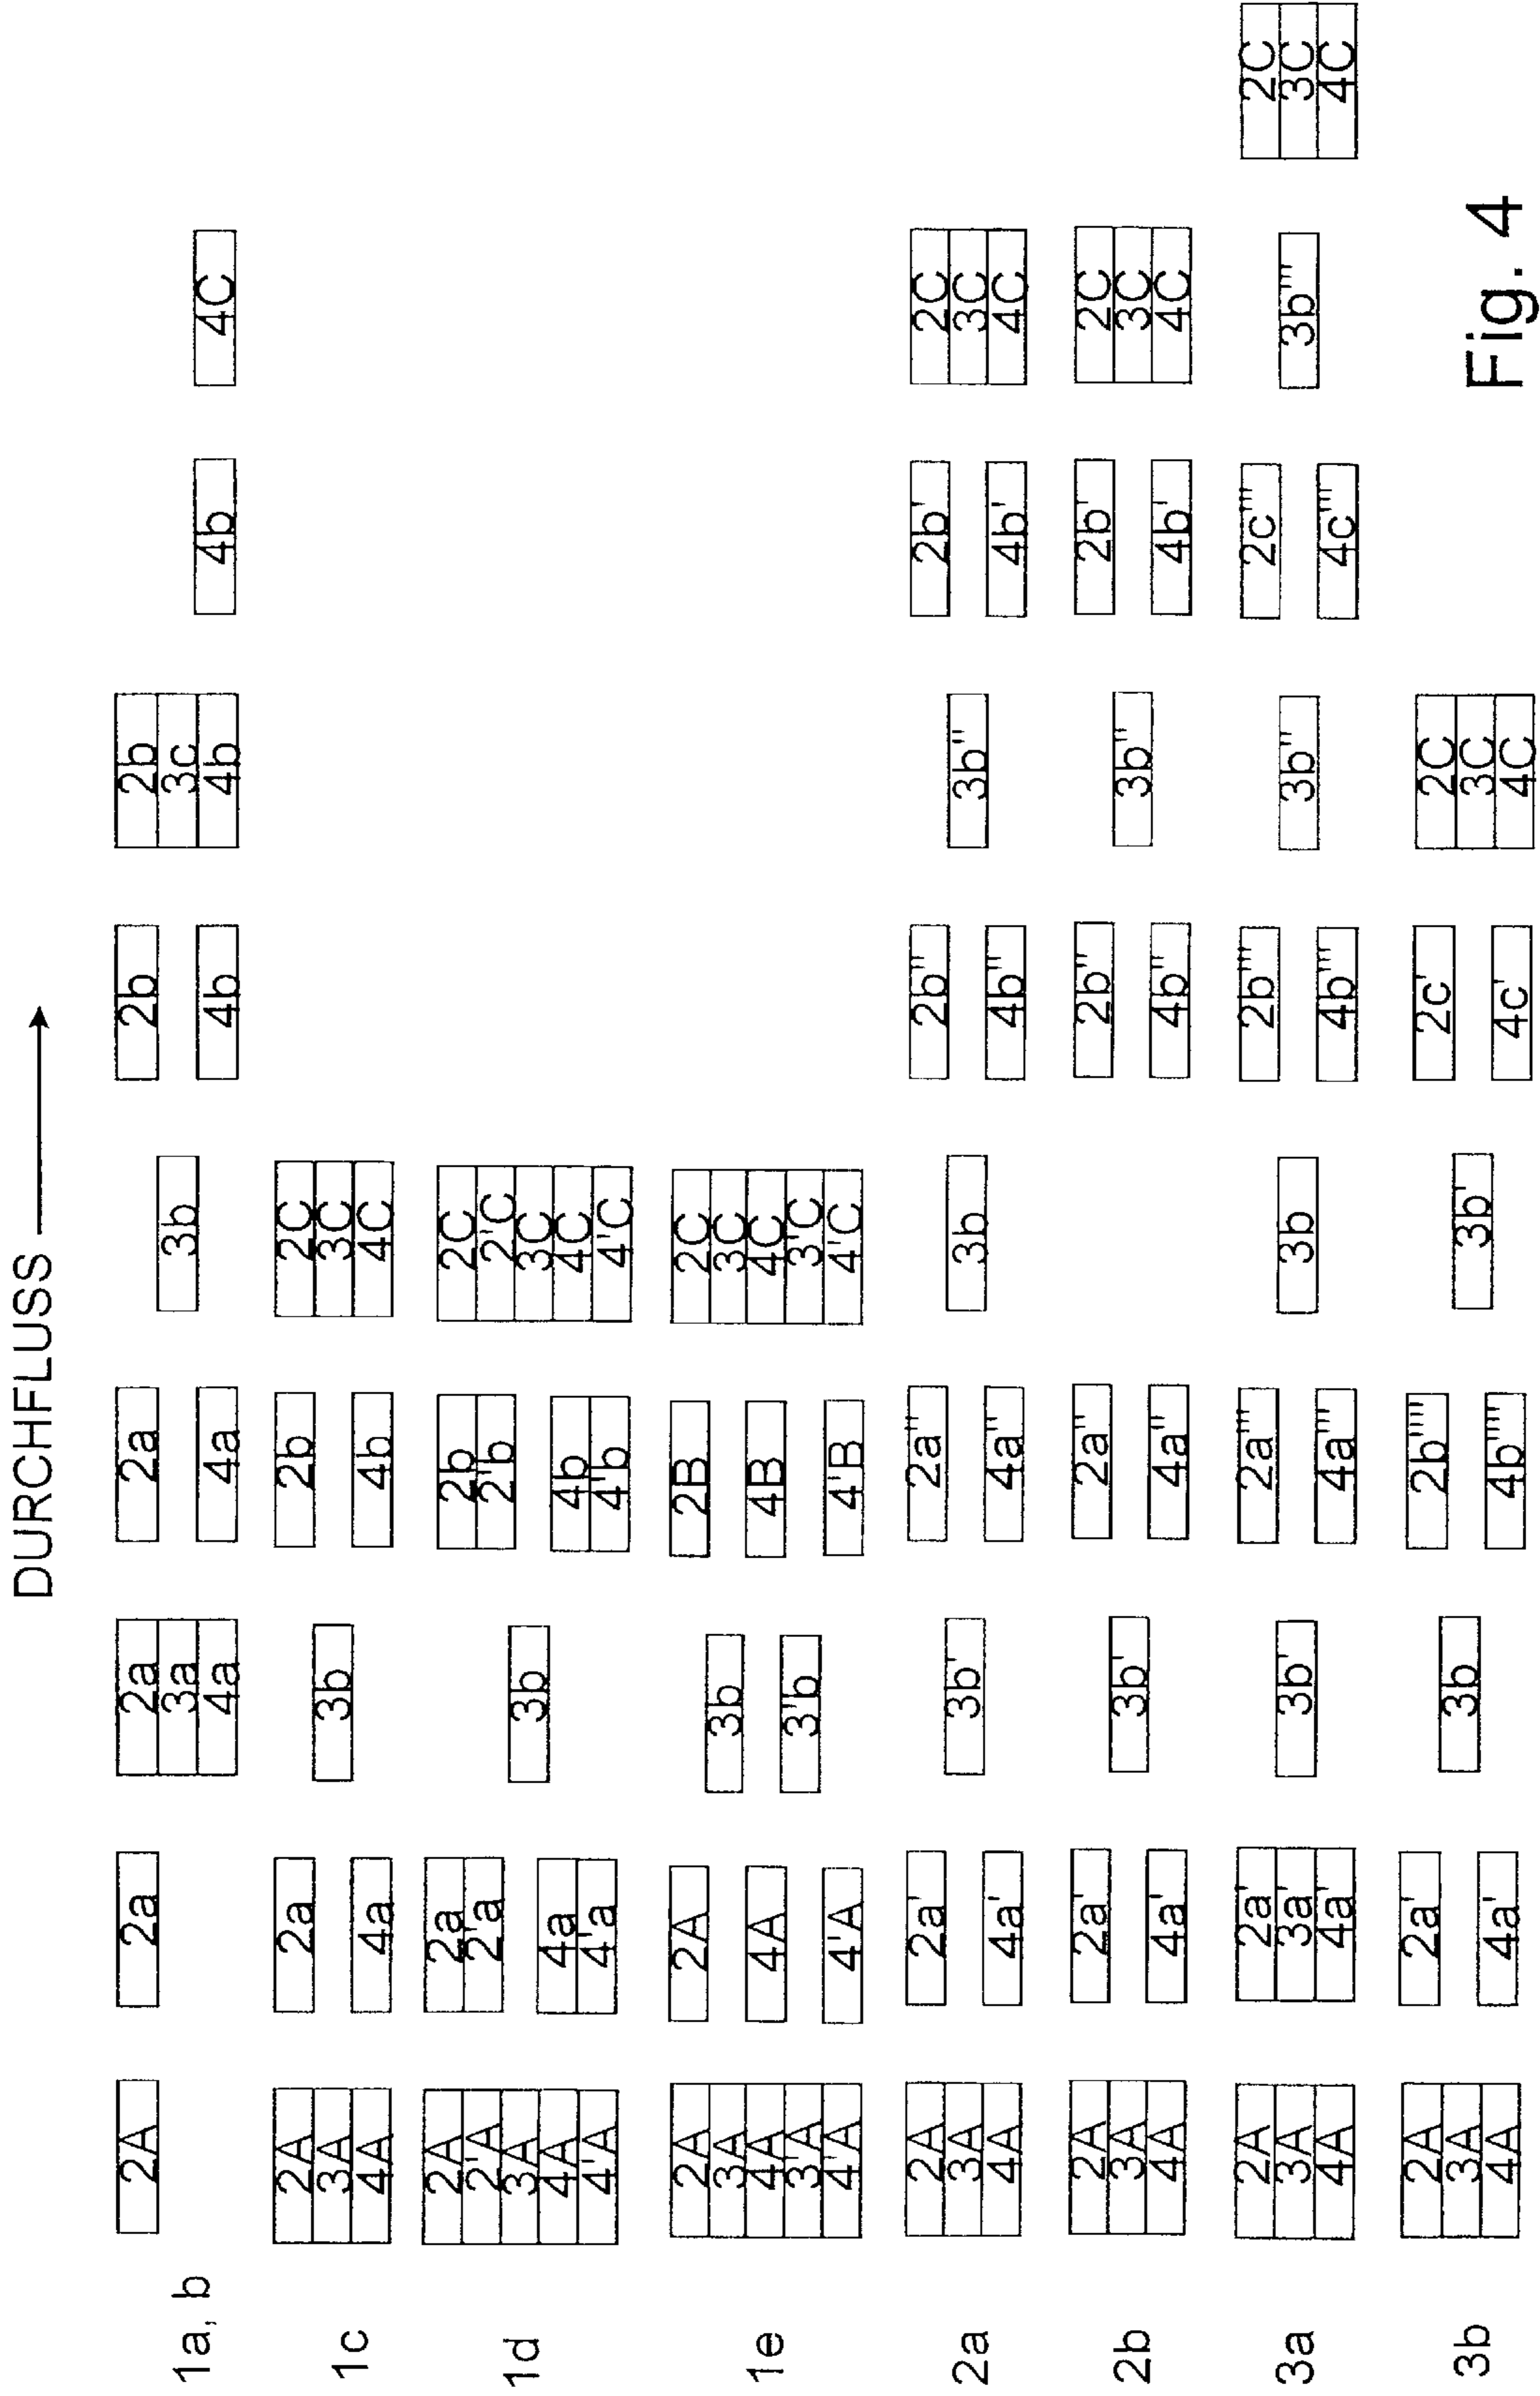 DURCHFLUSS
2A 2a 2a 2a 2b 2b
1a, b 3a 3b 3c
4a 4a 4b 4b 4b 4C
2A 2a 2b 2C
1c 3A 3b 3C
4A 4a 4b 4C
2A 2a 2b 2C
2'A 2'a 2'b 2'C
1d 3A 3b 3C
4A 4a 4b 4C
4'A 4'a 4'b 4'C
2A 2A 2B 2C
3A 3b 3C
1e 4A 4A 4B 4C
3'A 3'b 3'C
4'A 4'A 4'B 4'C
2A 2a' 2a'' 2b'' 2b' 2C
2a 3A 3b' 3b 3b'' 3C
4A 4a' 4a'' 4b'' 4b' 4C
2A 2a' 2a'' 2b'' 2b' 2C
2b 3A 3b' 3b'' 3C
4A 4a' 4a'' 4b'' 4b' 4C
2A 2a' 2a''' 2b''' 2c''' 2C
3a 3A 3a' 3b' 3b 3b'' 3b''' 3C
4A 4a' 4a''' 4b''' 4c''' 4C
2A 2a' 2b'''' 2c' 2C
3b 3A 3b 3b' 3C
4A 4a' 4b'''' 4c' 4C
Fig. 4